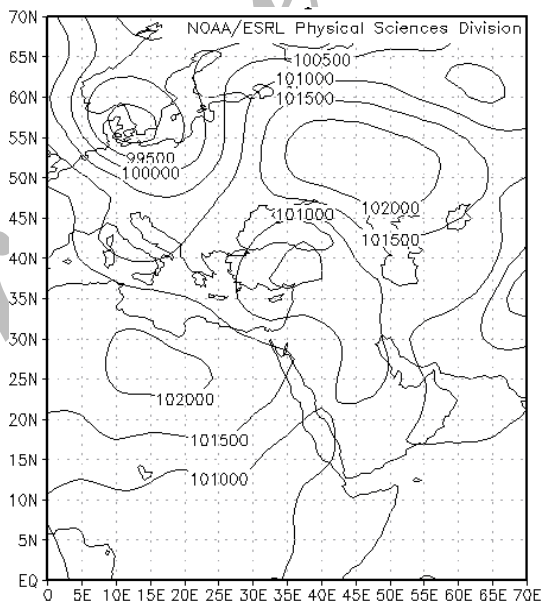 70N
NOAA/ESRL Physical Sciences Division
65N
100500
101000
60N
101500
55N
99500
100000
50N
102000
45N
101000
101500
40N
35N
30N
25N
102000
20N
101500
15N
101000
10N
5N
EQ
0 5E 10E 15E 20E 25E 30E 35E 40E 45E 50E 55E 60E 65E 70E